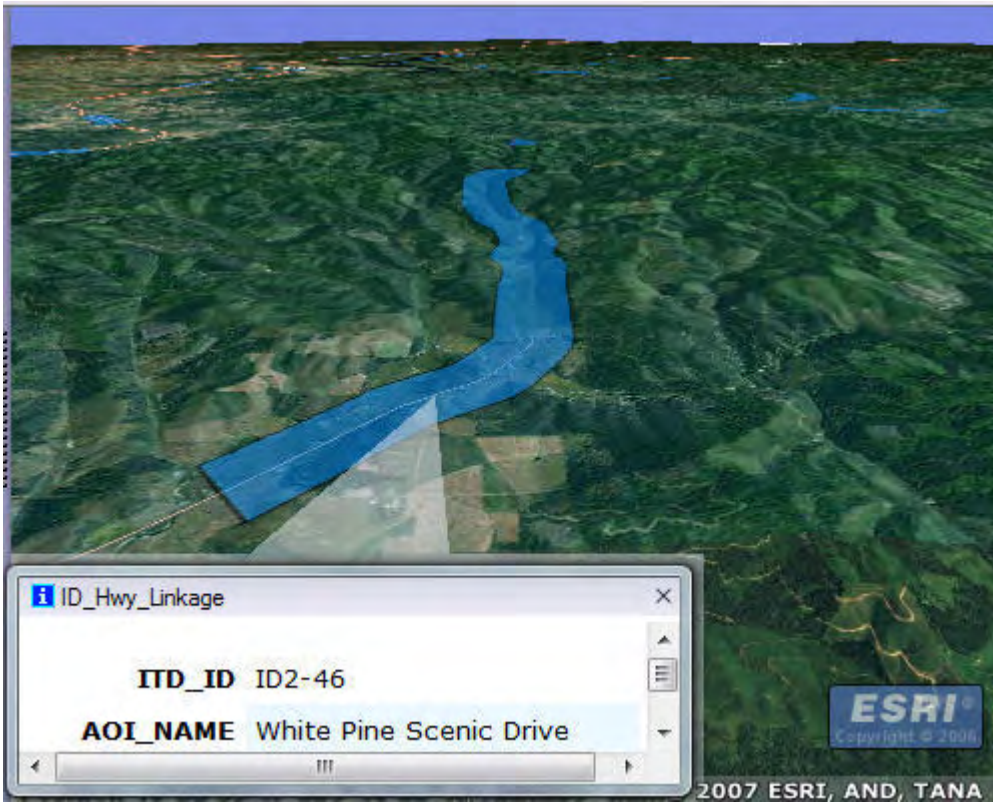 ID_Hwy_Linkage
ITD_ID ID2-46
AOI_NAME White Pine Scenic Drive
ESRI®
Copyright © 2006
2007 ESRI, AND, TANA